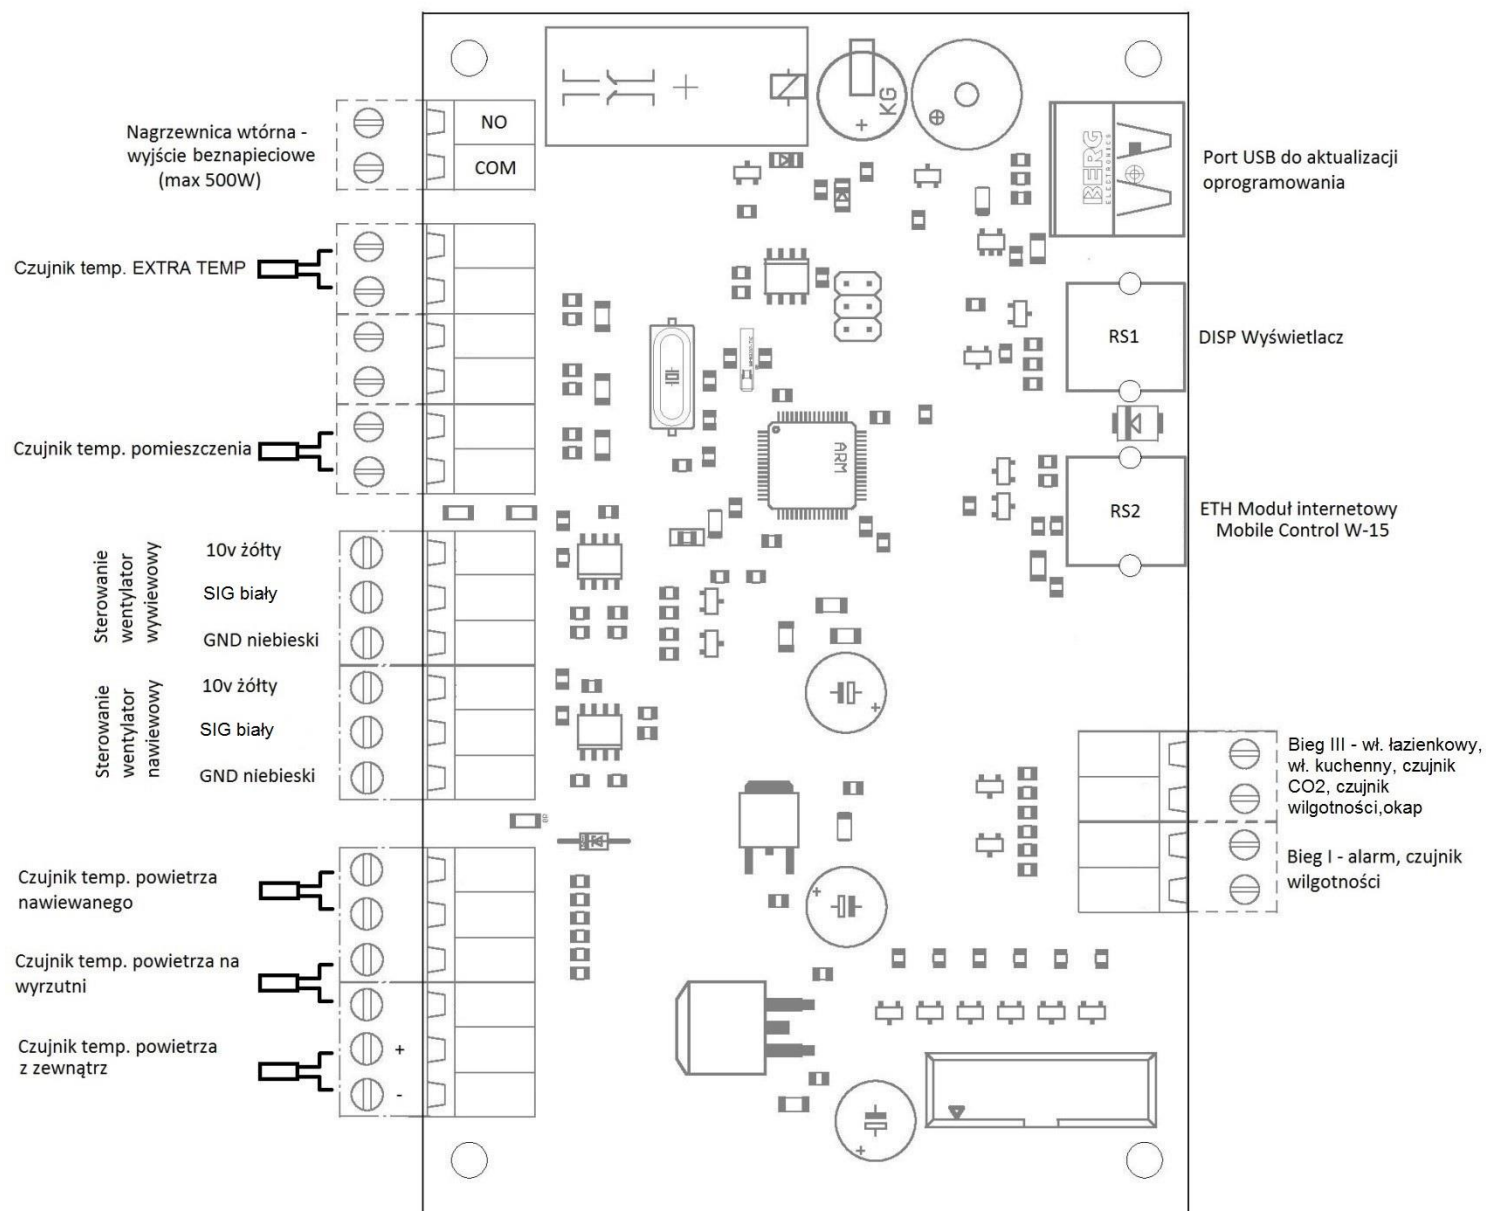 Nagrzewnica wtórna -
wyjście beznapieciowe
(max 500W)
NO
COM
Czujnik temp. EXTRA TEMP
Czujnik temp. pomieszczenia
Sterowanie
wentylator
wywiewowy
10v żółty
SIG biały
GND niebieski
Sterowanie
wentylator
nawiewowy
10v żółty
SIG biały
GND niebieski
Czujnik temp. powietrza
nawiewanego
Czujnik temp. powietrza na
wyrzutni
Czujnik temp. powietrza
z zewnątrz
+
-
KG
+
BERG
ELECTRONICS
ARM
RS1
RS2
Port USB do aktualizacji
oprogramowania
DISP Wyświetlacz
ETH Moduł internetowy
Mobile Control W-15
Bieg III - wł. łazienkowy,
wł. kuchenny, czujnik
CO2, czujnik
wilgotności,okap
Bieg I - alarm, czujnik
wilgotności
+
+
+